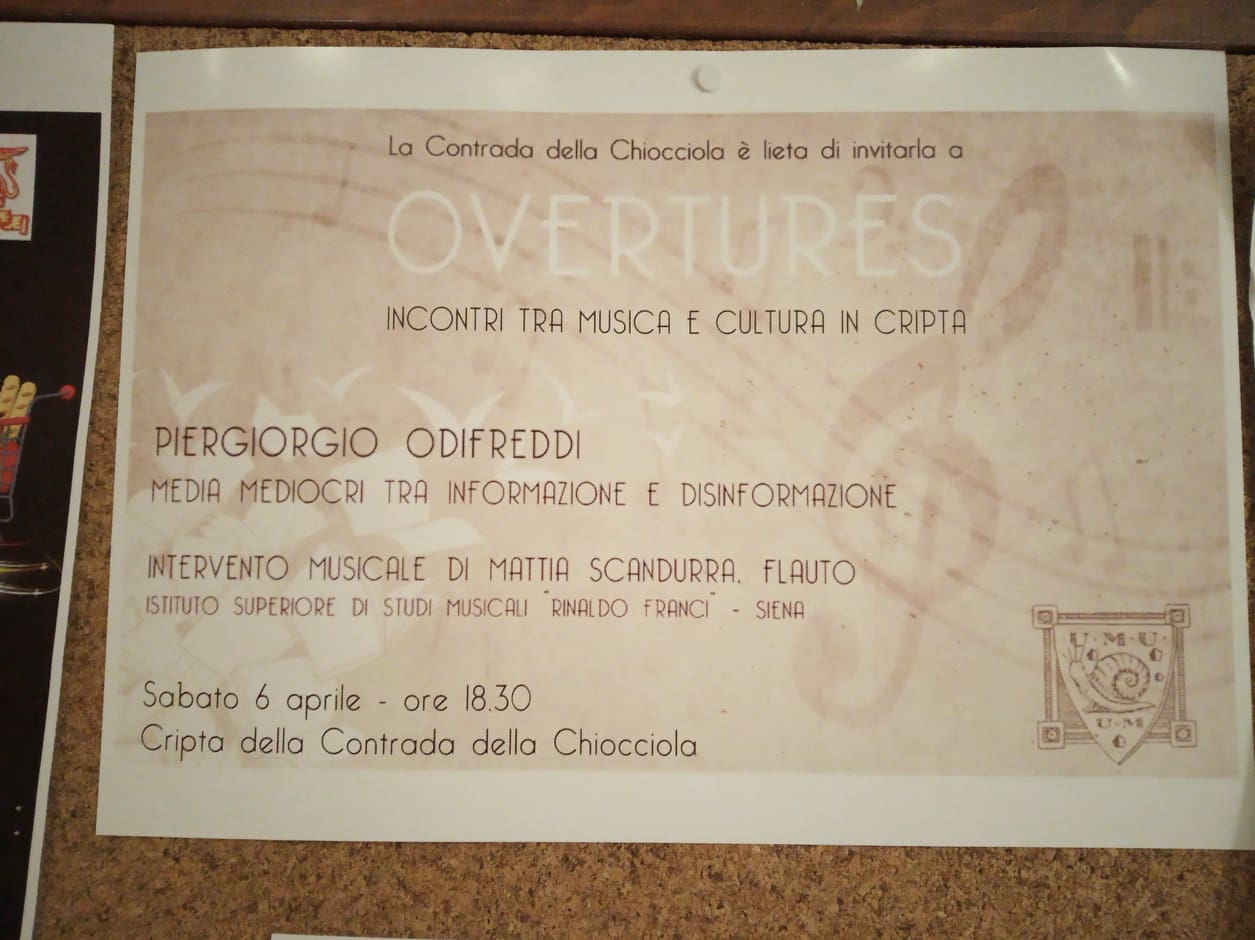 La Contrada della Chiocciola è lieta di invitarla a
OVERTURES
INCONTRI TRA MUSICA E CULTURA IN CRIPTA
PIERGIORGIO ODIFREDDI
MEDIA MEDIOCRI TRA INFORMAZIONE E DISINFORMAZIONE
INTERVENTO MUSICALE DI MATTIA SCANDURRA, FLAUTO
ISTITUTO SUPERIORE DI STUDI MUSICALI "RINALDO FRANCI" - SIENA
Sabato 6 aprile - ore 18.30
Cripta della Contrada della Chiocciola
U·M·U·
U·M